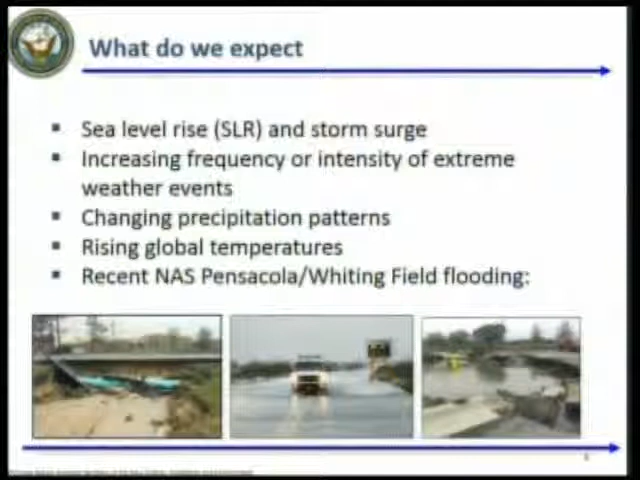 What do we expect
Sea level rise (SLR) and storm surge
Increasing frequency or intensity of extreme
weather events
Changing precipitation patterns
Rising global temperatures
Recent NAS Pensacola/Whiting Field flooding: